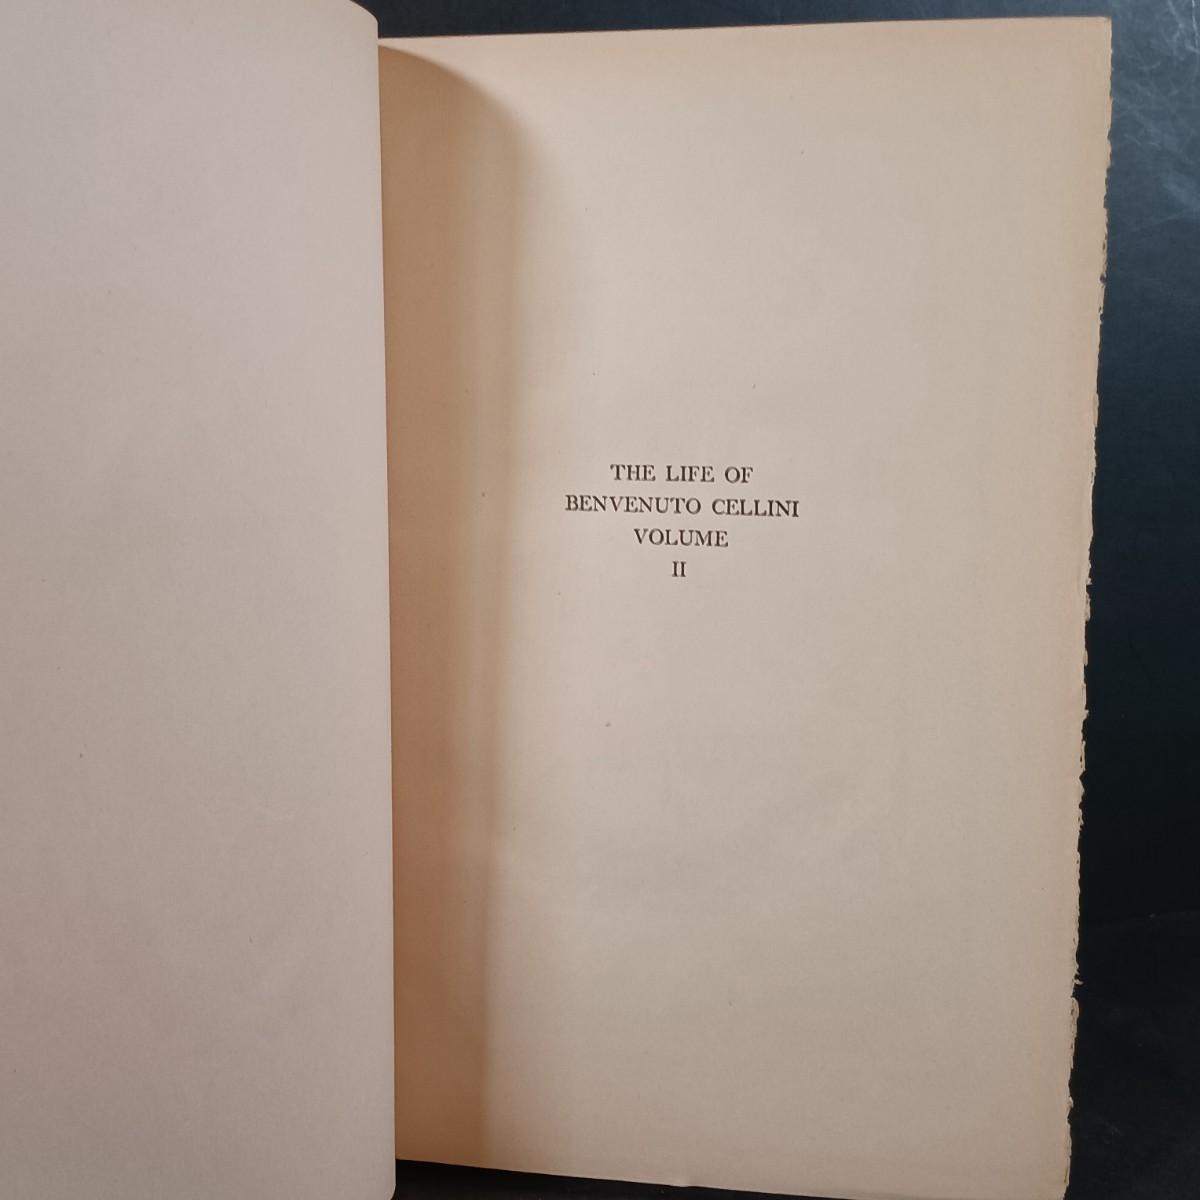 THE LIFE OF
BENVENUTO CELLINI
VOLUME
II